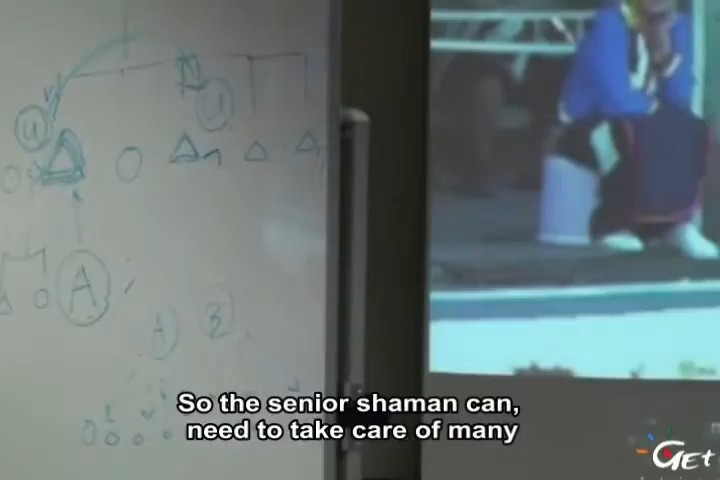 U
U
A
A
B
So the senior shaman can,
need to take care of many
GET